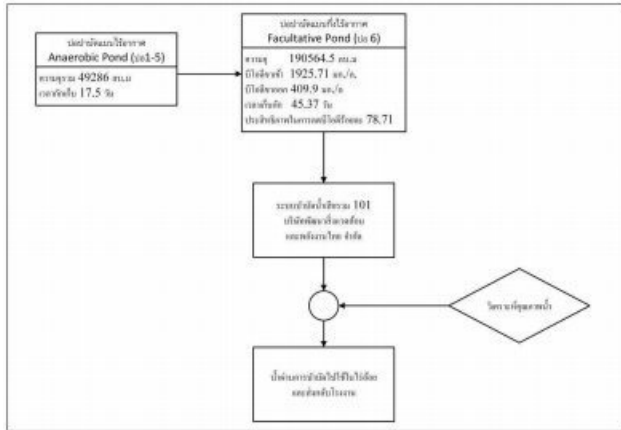 บ่อบำบัดแบบไร้อากาศ
Anaerobic Pond (บ่อ1-5)
ความจุรวม 49286 ลบ.ม
เวลากักเก็บ 17.5 วัน
บ่อบำบัดแบบกึ่งไร้อากาศ
Facultative Pond (บ่อ 6)
ความจุ 190564.5 ลบ.ม
บีโอดีขาเข้า 1925.71 มก./ล.
บีโอดีขาออก 409.9 มก./ล
เวลาเก็บกัก 45.37 วัน
ประสิทธิภาพในการลดบีโอดีร้อยละ 78.71
ระบบบำบัดน้ำเสียรวม 101
บริษัทพัฒนาสิ่งแวดล้อม
และพลังงานไทย จำกัด
วิเคราะห์คุณภาพน้ำ
น้ำผ่านการบำบัดไปใช้ในไร่อ้อย
และส่งกลับโรงงาน